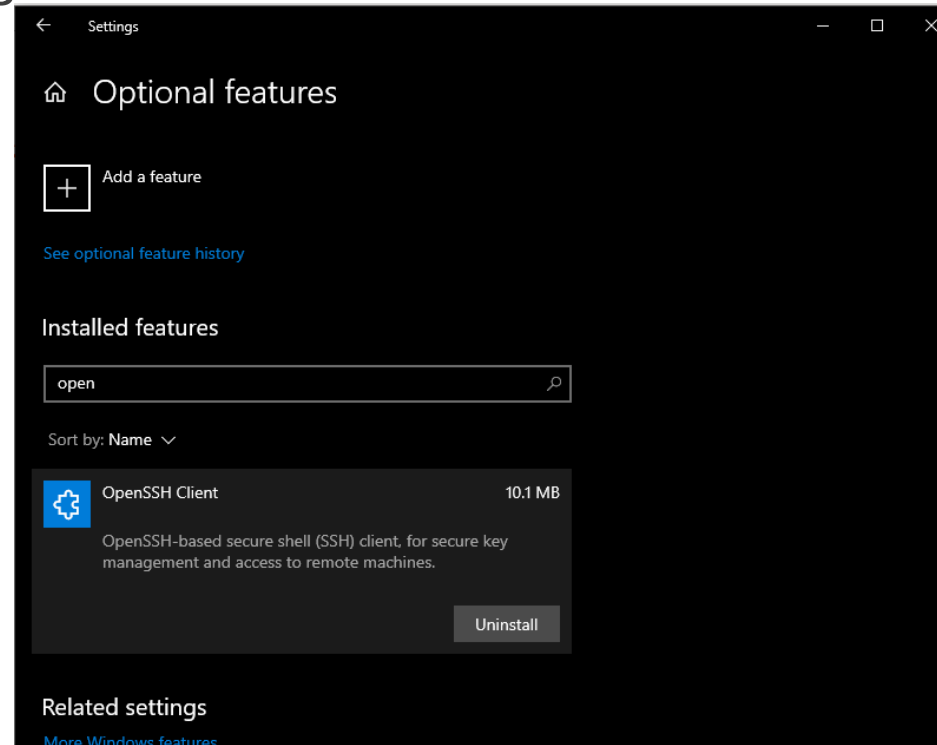 Settings
Optional features
Add a feature
See optional feature history
Installed features
open
Sort by: Name
OpenSSH Client 10.1 MB
OpenSSH-based secure shell (SSH) client, for secure key
management and access to remote machines.
Uninstall
Related settings
More Windows features